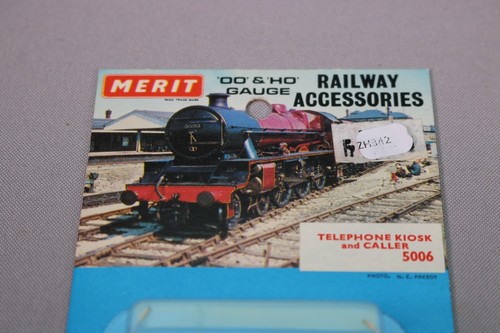 MERIT
'OO' & 'HO'
GAUGE
RAILWAY
ACCESSORIES
ZH342
TELEPHONE KIOSK
and CALLER
5006